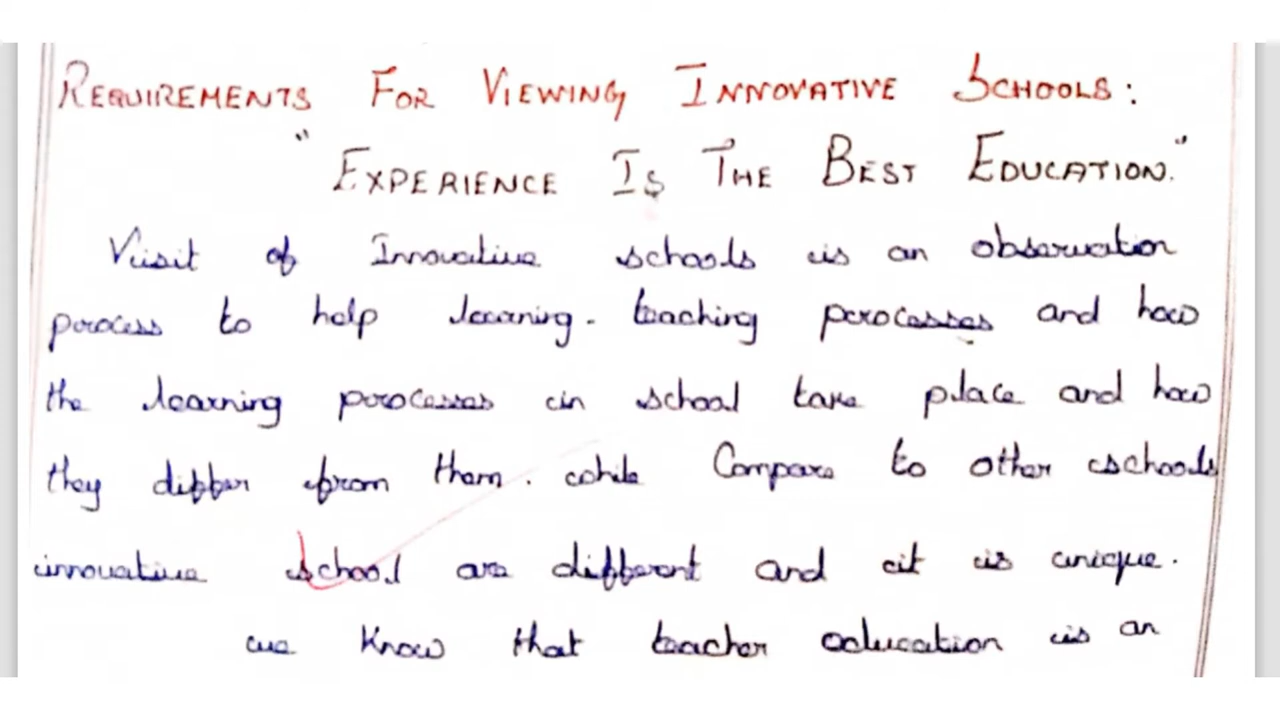 REQUIREMENTS FOR VIEWING INNOVATIVE SCHOOLS:
"EXPERIENCE IS THE BEST EDUCATION."
Visit of Innovative schools is an observation
process to help learning - teaching processes and how
the learning processes in school take place and how
they differ from them. while Compare to other schools
innovative school are different and it is unique.
we know that teacher education is an